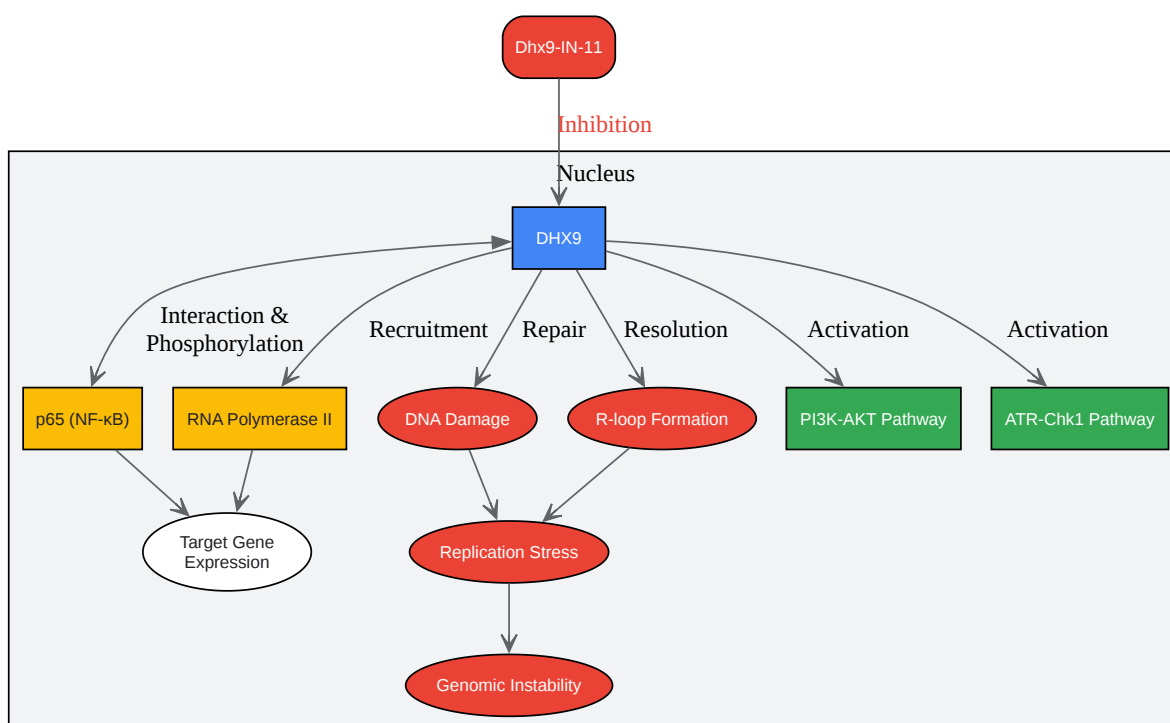 Dhx9-IN-11
Inhibition
Nucleus
DHX9
Interaction &
Phosphorylation
Recruitment
Repair
Resolution
Activation
Activation
p65 (NF-κB)
RNA Polymerase II
DNA Damage
R-loop Formation
PI3K-AKT Pathway
ATR-Chk1 Pathway
Target Gene
Expression
Replication Stress
Genomic Instability